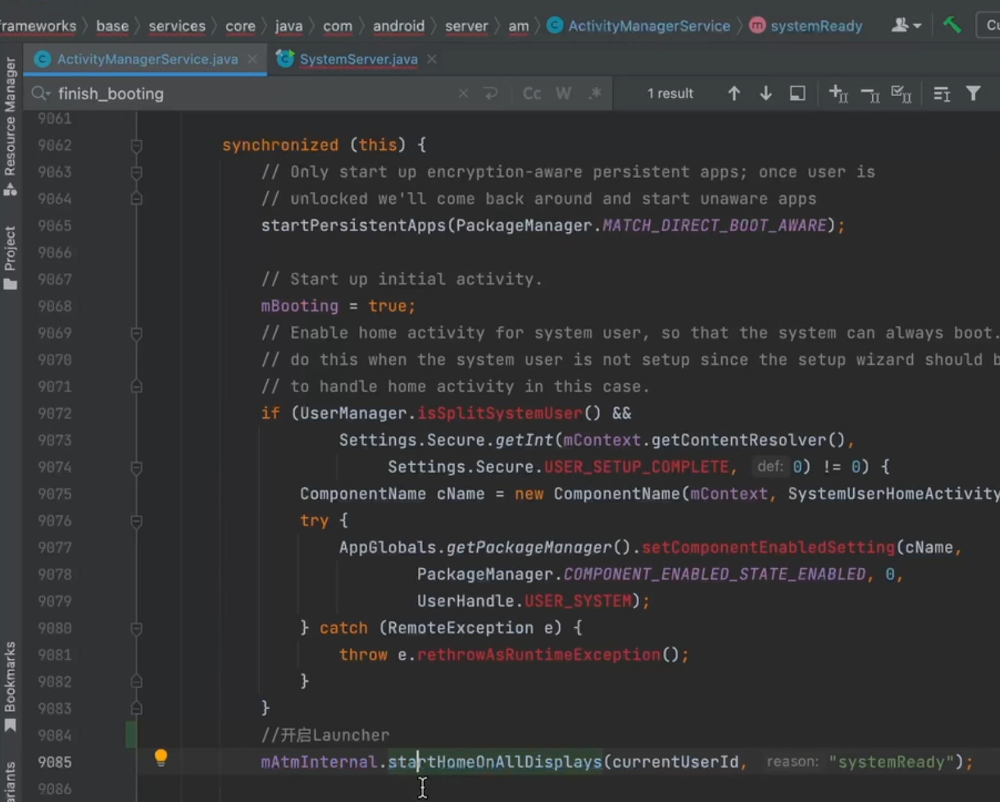 frameworks base services core java com android server am ActivityManagerService systemReady
ActivityManagerService.java SystemServer.java
finish_booting Cc W .* 1 result
Resource Manager
Project
Bookmarks
9061
9062 synchronized (this) {
9063 // Only start up encryption-aware persistent apps; once user is
9064 // unlocked we'll come back around and start unaware apps
9065 startPersistentApps(PackageManager.MATCH_DIRECT_BOOT_AWARE);
9066
9067 // Start up initial activity.
9068 mBooting = true;
9069 // Enable home activity for system user, so that the system can always boot.
9070 // do this when the system user is not setup since the setup wizard should b
9071 // to handle home activity in this case.
9072 if (UserManager.isSplitSystemUser() &&
9073 Settings.Secure.getInt(mContext.getContentResolver(),
9074 Settings.Secure.USER_SETUP_COMPLETE, def: 0) != 0) {
9075 ComponentName cName = new ComponentName(mContext, SystemUserHomeActivity
9076 try {
9077 AppGlobals.getPackageManager().setComponentEnabledSetting(cName,
9078 PackageManager.COMPONENT_ENABLED_STATE_ENABLED, 0,
9079 UserHandle.USER_SYSTEM);
9080 } catch (RemoteException e) {
9081 throw e.rethrowAsRuntimeException();
9082 }
9083 }
9084 //开启Launcher
9085 mAtmInternal.startHomeOnAllDisplays(currentUserId, reason: "systemReady");
9086